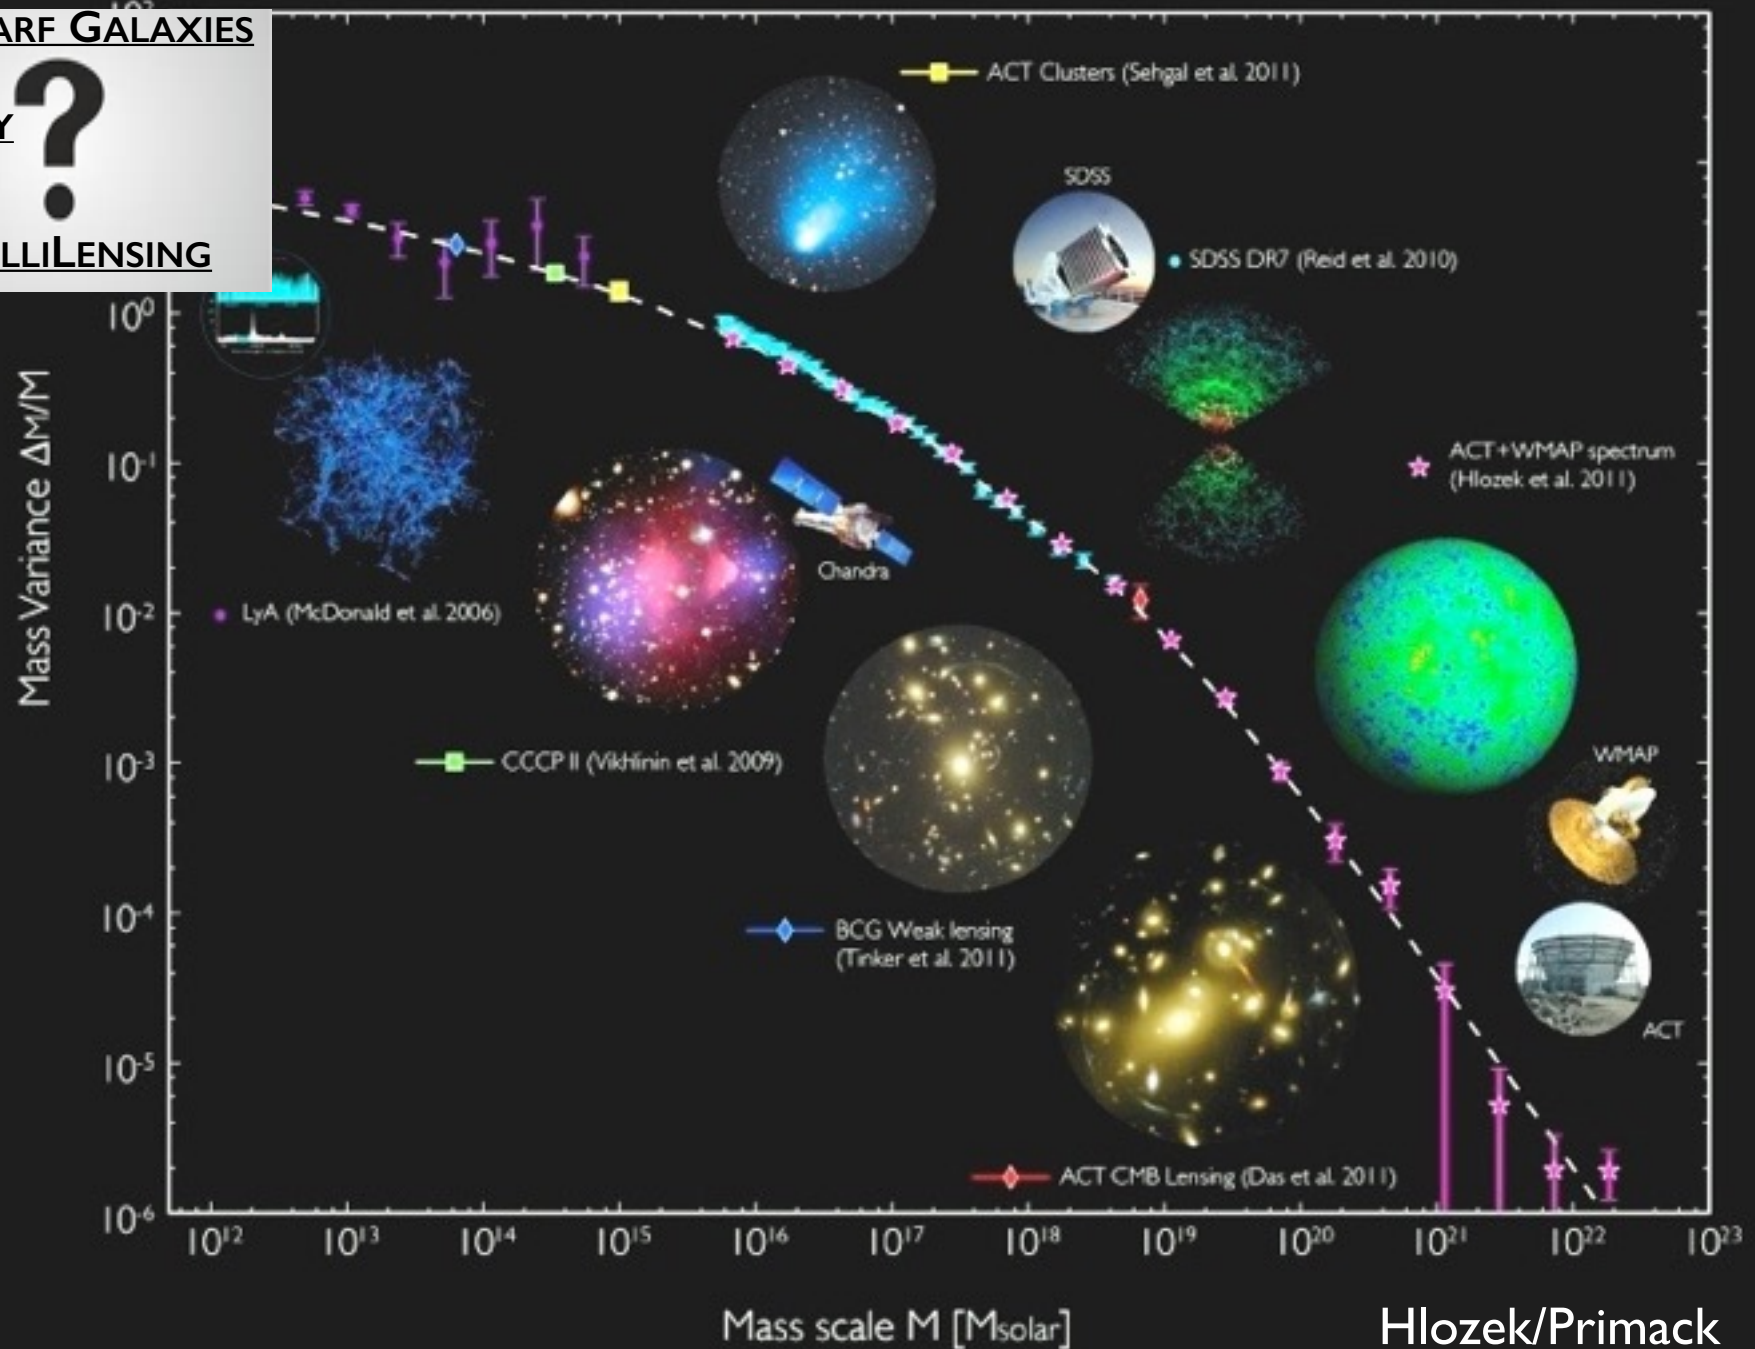 ARF GALAXIES
Y
?
LLILENSING
ACT Clusters (Sehgal et al. 2011)
SDSS
SDSS DR7 (Reid et al. 2010)
ACT+WMAP spectrum
(Hlozek et al. 2011)
Chandra
LyA (McDonald et al. 2006)
CCCP II (Vikhlinin et al. 2009)
WMAP
BCG Weak lensing
(Tinker et al. 2011)
ACT
ACT CMB Lensing (Das et al. 2011)
Mass Variance ΔM/M
10⁰
10⁻¹
10⁻²
10⁻³
10⁻⁴
10⁻⁵
10⁻⁶
10¹² 10¹³ 10¹⁴ 10¹⁵ 10¹⁶ 10¹⁷ 10¹⁸ 10¹⁹ 10²⁰ 10²¹ 10²² 10²³
Mass scale M [Msolar]
Hlozek/Primack